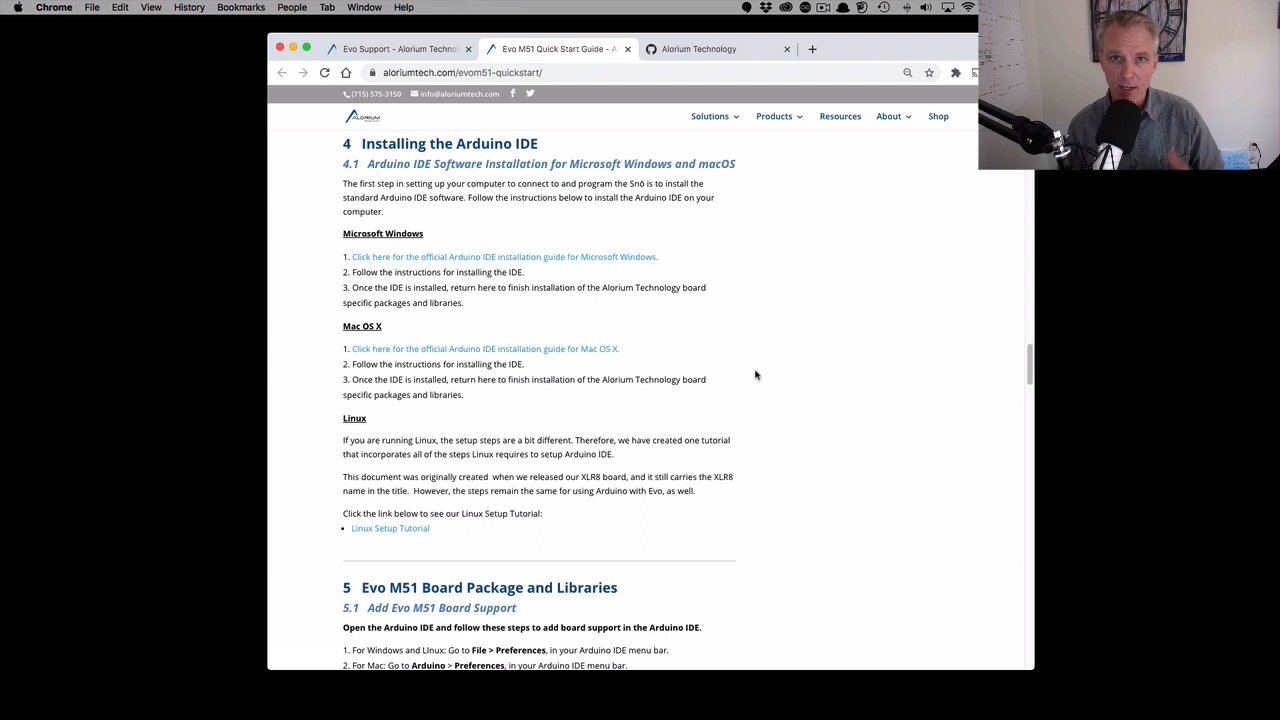 Chrome File Edit View History Bookmarks People Tab Window Help
Evo Support - Alorium Technol
Evo M51 Quick Start Guide - A
Alorium Technology
aloriumtech.com/evom51-quickstart/
(715) 575-3150 info@aloriumtech.com
ALORIUM
Solutions Products Resources About Shop
4 Installing the Arduino IDE
4.1 Arduino IDE Software Installation for Microsoft Windows and macOS
The first step in setting up your computer to connect to and program the Snō is to install the
standard Arduino IDE software. Follow the instructions below to install the Arduino IDE on your
computer.
Microsoft Windows
1. Click here for the official Arduino IDE installation guide for Microsoft Windows.
2. Follow the instructions for installing the IDE.
3. Once the IDE is installed, return here to finish installation of the Alorium Technology board
specific packages and libraries.
Mac OS X
1. Click here for the official Arduino IDE installation guide for Mac OS X.
2. Follow the instructions for installing the IDE.
3. Once the IDE is installed, return here to finish installation of the Alorium Technology board
specific packages and libraries.
Linux
If you are running Linux, the setup steps are a bit different. Therefore, we have created one tutorial
that incorporates all of the steps Linux requires to setup Arduino IDE.
This document was originally created when we released our XLR8 board, and it still carries the XLR8
name in the title. However, the steps remain the same for using Arduino with Evo, as well.
Click the link below to see our Linux Setup Tutorial:
• Linux Setup Tutorial
5 Evo M51 Board Package and Libraries
5.1 Add Evo M51 Board Support
Open the Arduino IDE and follow these steps to add board support in the Arduino IDE.
1. For Windows and LInux: Go to File > Preferences, in your Arduino IDE menu bar.
2. For Mac: Go to Arduino > Preferences, in your Arduino IDE menu bar.